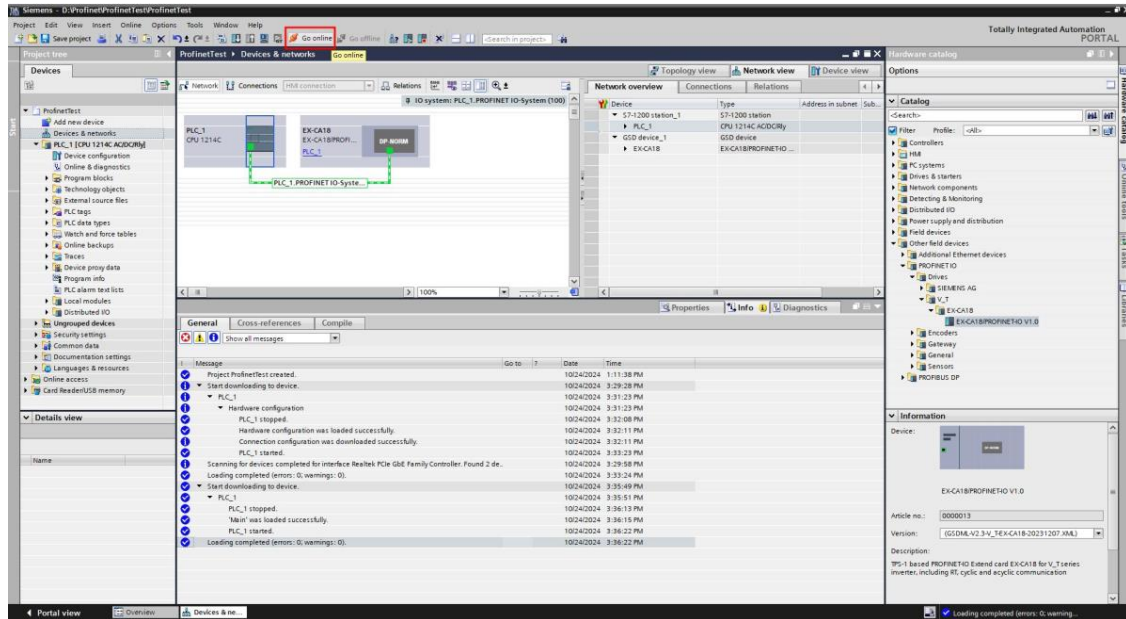 Siemens - D:\Profinet\ProfinetTest\ProfinetTest
Project Edit View Insert Online Options Tools Window Help
Save project
Go online
Go offline
<Search in project>
Totally Integrated Automation
PORTAL
Project tree
ProfinetTest Devices & networks
Go online
Hardware catalog
Devices
Topology view
Network view
Device view
Options
Network
Connections
HMI connection
Relations
IO system: PLC_1.PROFINET IO-System (100)
PLC_1
CPU 1214C
EX-CA18
EX-CA18/PROFI...
PLC_1
DP-NORM
PLC_1.PROFINET IO-Syste...
100%
Network overview
Connections
Relations
Device Type Address in subnet Sub...
S7-1200 station_1 S7-1200 station
PLC_1 CPU 1214C AC/DC/Rly
GSD device_1 GSD device
EX-CA18 EX-CA18/PROFINET-IO ...
ProfinetTest
Add new device
Devices & networks
PLC_1 [CPU 1214C AC/DC/Rly]
Device configuration
Online & diagnostics
Program blocks
Technology objects
External source files
PLC tags
PLC data types
Watch and force tables
Online backups
Traces
Device proxy data
Program info
PLC alarm text lists
Local modules
Distributed I/O
Ungrouped devices
Security settings
Common data
Documentation settings
Languages & resources
Online access
Card Reader/USB memory
Details view
Name
Start
Properties
Info
Diagnostics
General
Cross-references
Compile
Show all messages
! Message Go to ? Date Time
Project ProfinetTest created. 10/24/2024 1:11:38 PM
Start downloading to device. 10/24/2024 3:29:28 PM
PLC_1 10/24/2024 3:31:23 PM
Hardware configuration 10/24/2024 3:31:23 PM
PLC_1 stopped. 10/24/2024 3:32:08 PM
Hardware configuration was loaded successfully. 10/24/2024 3:32:11 PM
Connection configuration was downloaded successfully. 10/24/2024 3:32:11 PM
PLC_1 started. 10/24/2024 3:33:23 PM
Scanning for devices completed for interface Realtek PCIe GbE Family Controller. Found 2 de.. 10/24/2024 3:29:58 PM
Loading completed (errors: 0; warnings: 0). 10/24/2024 3:33:24 PM
Start downloading to device. 10/24/2024 3:35:49 PM
PLC_1 10/24/2024 3:35:51 PM
PLC_1 stopped. 10/24/2024 3:36:13 PM
'Main' was loaded successfully. 10/24/2024 3:36:15 PM
PLC_1 started. 10/24/2024 3:36:22 PM
Loading completed (errors: 0; warnings: 0). 10/24/2024 3:36:22 PM
Catalog
<Search>
Filter
Profile: <All>
Controllers
HMI
PC systems
Drives & starters
Network components
Detecting & Monitoring
Distributed I/O
Power supply and distribution
Field devices
Other field devices
Additional Ethernet devices
PROFINET IO
Drives
SIEMENS AG
V_T
EX-CA18
EX-CA18/PROFINET-IO V1.0
Encoders
Gateway
General
Sensors
PROFIBUS DP
Information
Device:
DP-NORM
EX-CA18/PROFINET-IO V1.0
Article no.: 0000013
Version: (GSDML-V2.3-V_T-EX-CA18-20231207.XML)
Description:
TPS-1 based PROFINET-IO Extend card EX-CA18 for V_T series
inverter, including RT, cyclic and acyclic communication
Hardware catalog
Online tools
Tasks
Libraries
Portal view
Overview
Devices & ne...
Loading completed (errors: 0; warning...